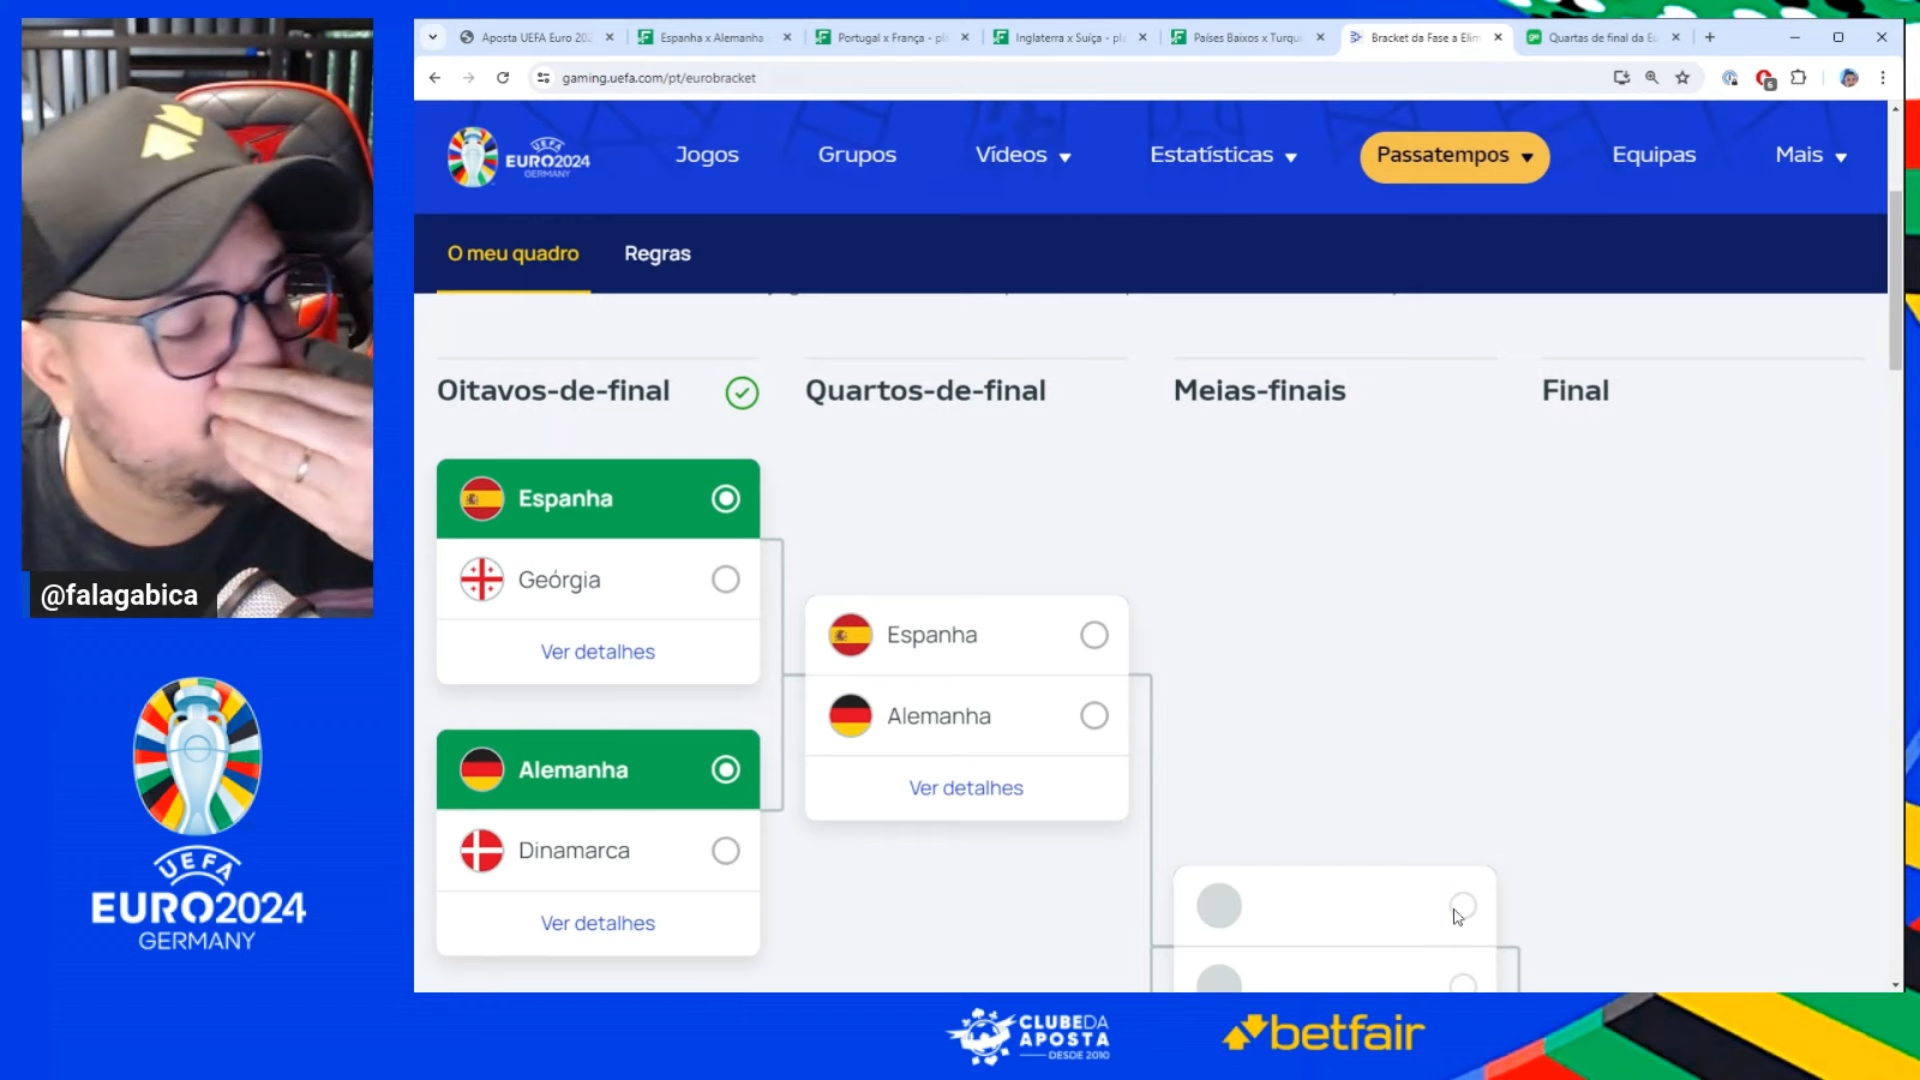 Aposta UEFA Euro 202
Espanha x Alemanha
Portugal x França - pl
Inglaterra x Suíça - pl
Países Baixos x Turqu
Bracket da Fase a Elim
Quartas de final da Eu
gaming.uefa.com/pt/eurobracket
6
UEFA
EURO2024
GERMANY
Jogos
Grupos
Vídeos
Estatísticas
Passatempos
Equipas
Mais
O meu quadro
Regras
Oitavos-de-final
Quartos-de-final
Meias-finais
Final
Espanha
Geórgia
Ver detalhes
Alemanha
Dinamarca
Ver detalhes
Espanha
Alemanha
Ver detalhes
@falagabica
UEFA
EURO2024
GERMANY
CLUBEDA
APOSTA
DESDE 2010
betfair